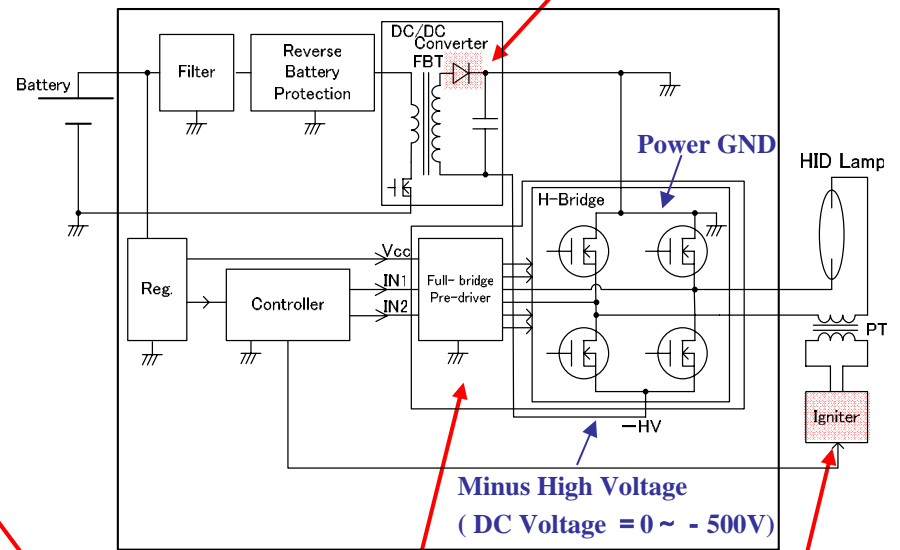 DC/DC
Converter
FBT
Filter
Reverse
Battery
Protection
Battery
Power GND
HID Lamp
H-Bridge
Vcc
IN1
IN2
Reg.
Controller
Full-bridge
Pre-driver
PT
Igniter
-HV
Minus High Voltage
( DC Voltage = 0 ~ - 500V)